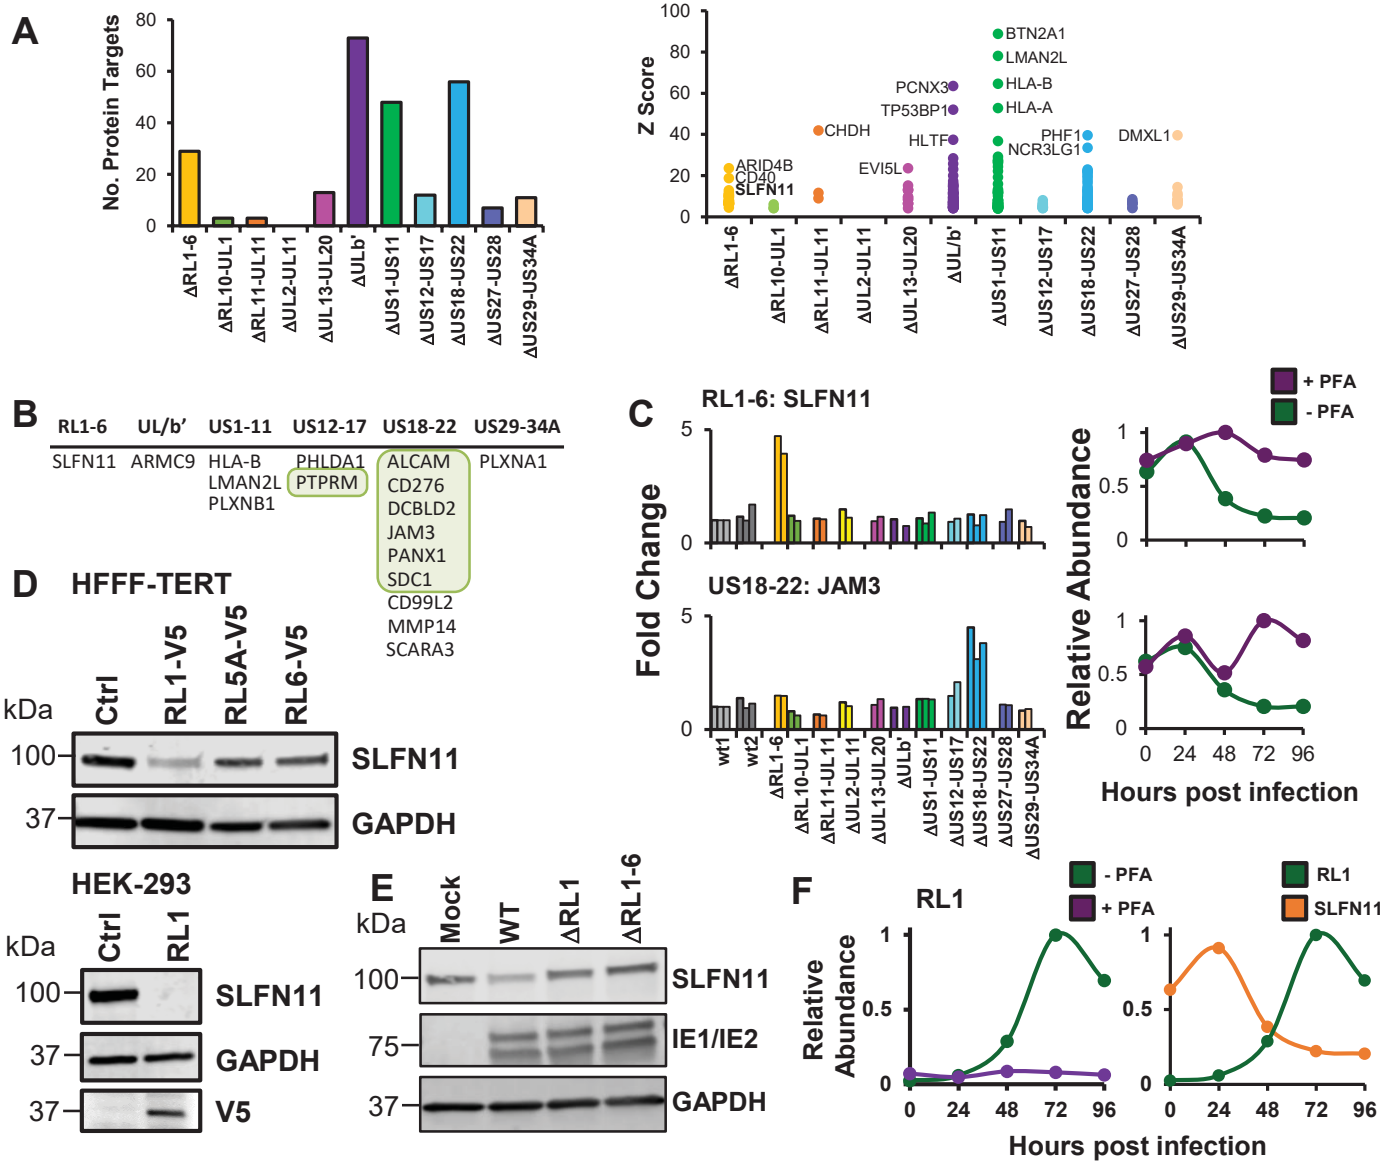 A
No. Protein Targets
80
60
40
20
0
ΔRL1-6
ΔRL10-UL1
ΔRL11-UL11
ΔUL2-UL11
ΔUL13-UL20
ΔULb'
ΔUS1-US11
ΔUS12-US17
ΔUS18-US22
ΔUS27-US28
ΔUS29-US34A
Z Score
100
80
60
40
20
0
ARID4B
CD40
SLFN11
CHDH
EVI5L
PCNX3
TP53BP1
HLTF
BTN2A1
LMAN2L
HLA-B
HLA-A
PHF1
NCR3LG1
DMXL1
ΔRL1-6
ΔRL10-UL1
ΔRL11-UL11
ΔUL2-UL11
ΔUL13-UL20
ΔUL/b'
ΔUS1-US11
ΔUS12-US17
ΔUS18-US22
ΔUS27-US28
ΔUS29-US34A
B
RL1-6 UL/b' US1-11 US12-17 US18-22 US29-34A
SLFN11 ARMC9 HLA-B PHLDA1 ALCAM PLXNA1
LMAN2L PTPRM CD276
PLXNB1 DCBLD2
JAM3
PANX1
SDC1
CD99L2
MMP14
SCARA3
C
RL1-6: SLFN11
+ PFA
- PFA
Fold Change
5
0
US18-22: JAM3
5
0
wt1
wt2
ΔRL1-6
ΔRL10-UL1
ΔRL11-UL11
ΔUL2-UL11
ΔUL13-UL20
ΔULb'
ΔUS1-US11
ΔUS12-US17
ΔUS18-US22
ΔUS27-US28
ΔUS29-US34A
Relative Abundance
1
0.5
0
1
0.5
0
0 24 48 72 96
Hours post infection
D
HFFF-TERT
kDa
Ctrl
RL1-V5
RL5A-V5
RL6-V5
100
SLFN11
37
GAPDH
HEK-293
kDa
Ctrl
RL1
100
SLFN11
37
GAPDH
37
V5
E
kDa
Mock
WT
ΔRL1
ΔRL1-6
100
SLFN11
75
IE1/IE2
37
GAPDH
F
RL1
- PFA
+ PFA
RL1
SLFN11
Relative
Abundance
1
0.5
0
0 24 48 72 96
1
0.5
0
0 24 48 72 96
Hours post infection